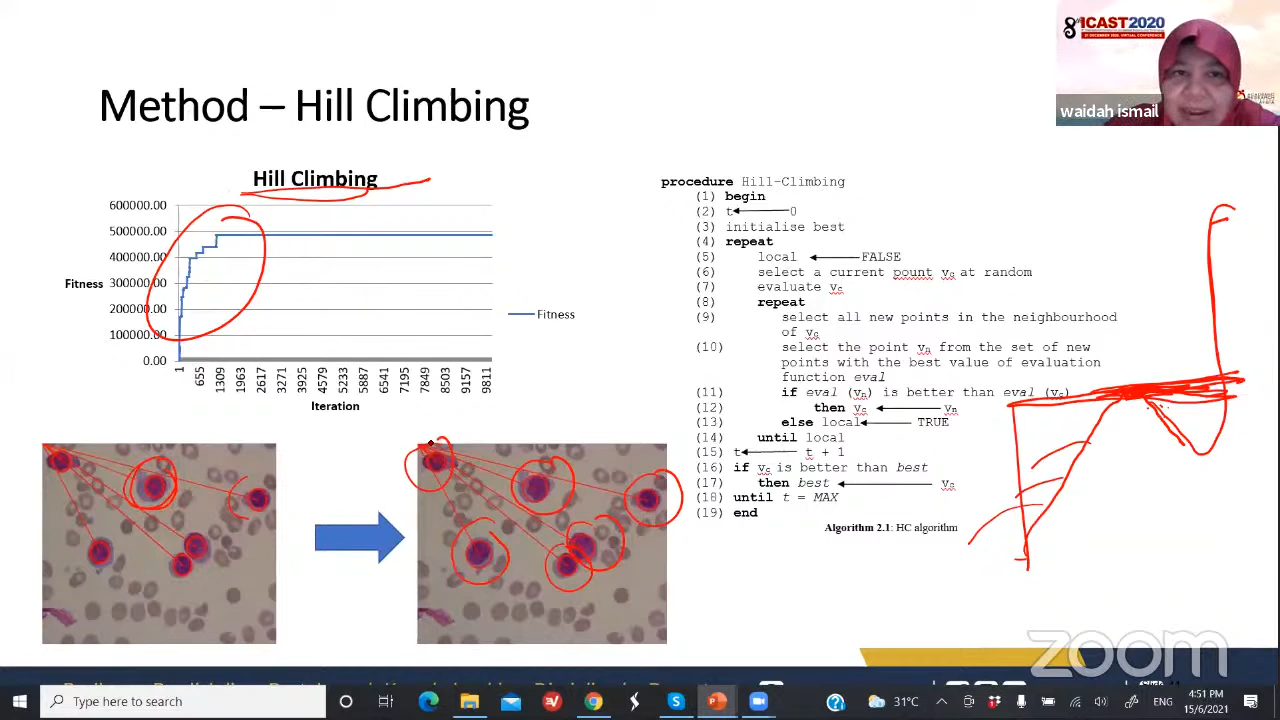 8th ICAST2020
21 DECEMBER 2020, VIRTUAL CONFERENCE
waidah ismail
Method – Hill Climbing
Hill Climbing
600000.00
500000.00
400000.00
300000.00
200000.00
100000.00
0.00
Fitness
Fitness
1 655 1309 1963 2617 3271 3925 4579 5233 5887 6541 7195 7849 8503 9157 9811
Iteration
procedure Hill-Climbing
(1) begin
(2) t 0
(3) initialise best
(4) repeat
(5) local FALSE
(6) select a current pount vc at random
(7) evaluate vc
(8) repeat
(9) select all new points in the neighbourhood
of vc
(10) select the point vn from the set of new
points with the best value of evaluation
function eval
(11) if eval (vn) is better than eval (vc)
(12) then vc vn
(13) else local TRUE
(14) until local
(15) t t + 1
(16) if vc is better than best
(17) then best vc
(18) until t = MAX
(19) end
Algorithm 2.1: HC algorithm
zoom
Type here to search
31°C
ENG
4:51 PM
15/6/2021